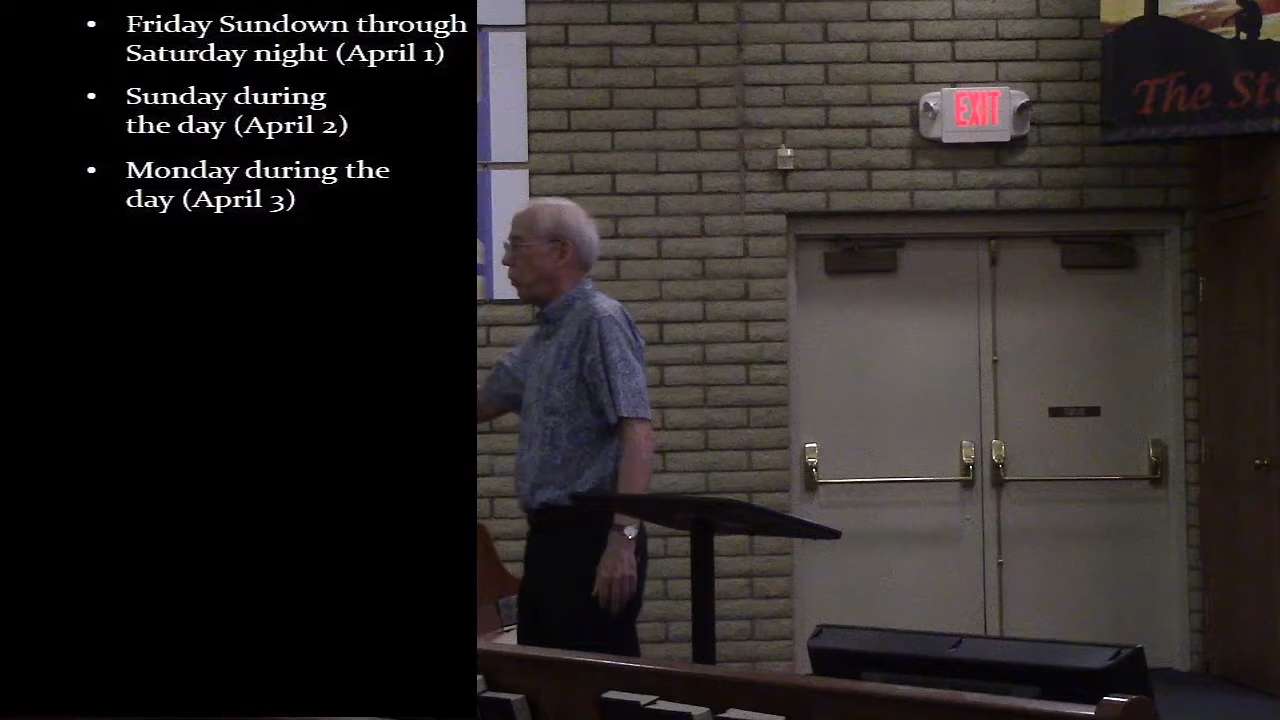 • Friday Sundown through
Saturday night (April 1)
• Sunday during
the day (April 2)
• Monday during the
day (April 3)
EXIT
The St